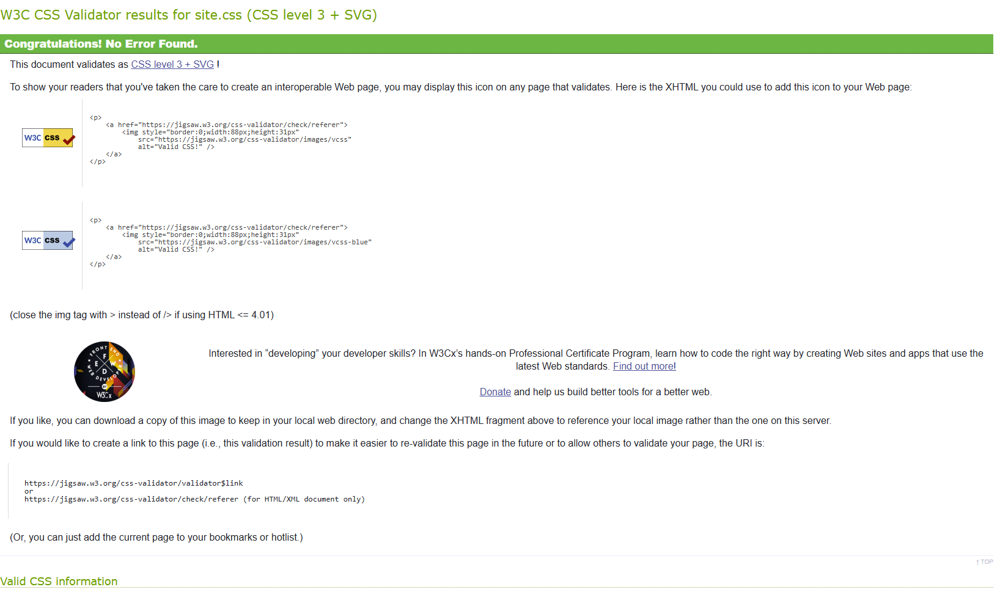 W3C CSS Validator results for site.css (CSS level 3 + SVG)
Congratulations! No Error Found.
This document validates as CSS level 3 + SVG !
To show your readers that you've taken the care to create an interoperable Web page, you may display this icon on any page that validates. Here is the XHTML you could use to add this icon to your Web page:
W3C css
<p>
<a href="https://jigsaw.w3.org/css-validator/check/referer">
<img style="border:0;width:88px;height:31px"
src="https://jigsaw.w3.org/css-validator/images/vcss"
alt="Valid CSS!" />
</a>
</p>
W3C css
<p>
<a href="https://jigsaw.w3.org/css-validator/check/referer">
<img style="border:0;width:88px;height:31px"
src="https://jigsaw.w3.org/css-validator/images/vcss-blue"
alt="Valid CSS!" />
</a>
</p>
(close the img tag with > instead of /> if using HTML <= 4.01)
FRONT END
F
E W
D
WEB DEVELOPER
BY
W3Cx
Interested in “developing” your developer skills? In W3Cx’s hands-on Professional Certificate Program, learn how to code the right way by creating Web sites and apps that use the
latest Web standards. Find out more!
Donate and help us build better tools for a better web.
If you like, you can download a copy of this image to keep in your local web directory, and change the XHTML fragment above to reference your local image rather than the one on this server.
If you would like to create a link to this page (i.e., this validation result) to make it easier to re-validate this page in the future or to allow others to validate your page, the URI is:
https://jigsaw.w3.org/css-validator/validator$link
or
https://jigsaw.w3.org/css-validator/check/referer (for HTML/XML document only)
(Or, you can just add the current page to your bookmarks or hotlist.)
↑ TOP
Valid CSS information